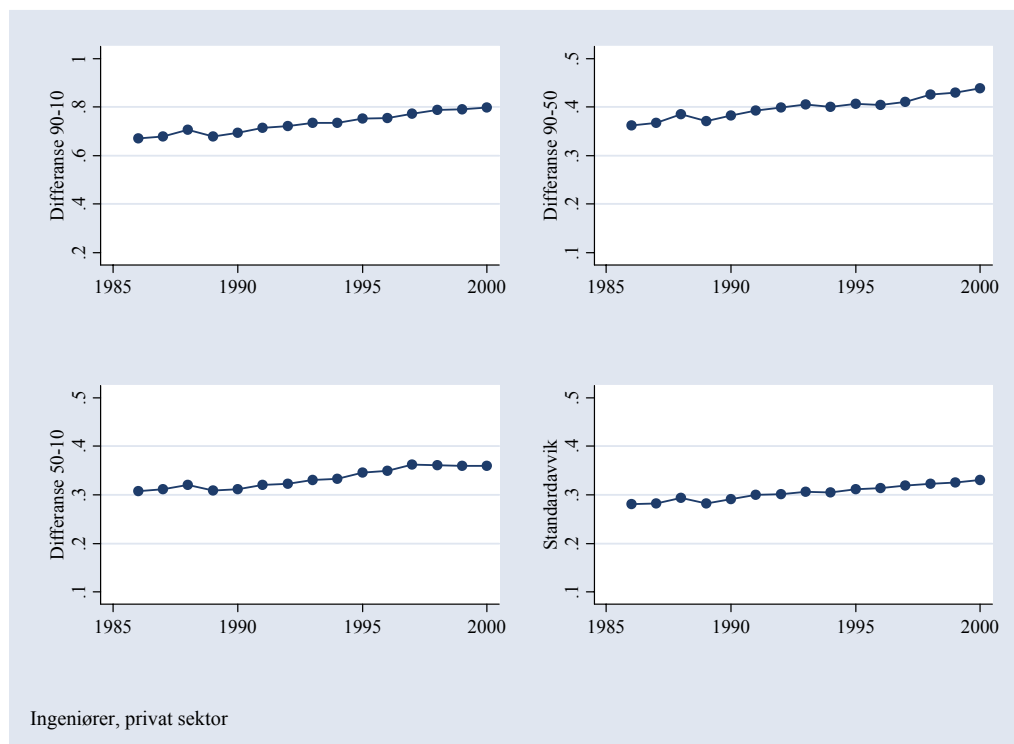 Differanse 90-10
.2 .4 .6 .8 1
1985 1990 1995 2000
Differanse 90-50
.1 .2 .3 .4 .5
1985 1990 1995 2000
Differanse 50-10
.1 .2 .3 .4 .5
1985 1990 1995 2000
Standardavvik
.1 .2 .3 .4 .5
1985 1990 1995 2000
Ingeniører, privat sektor